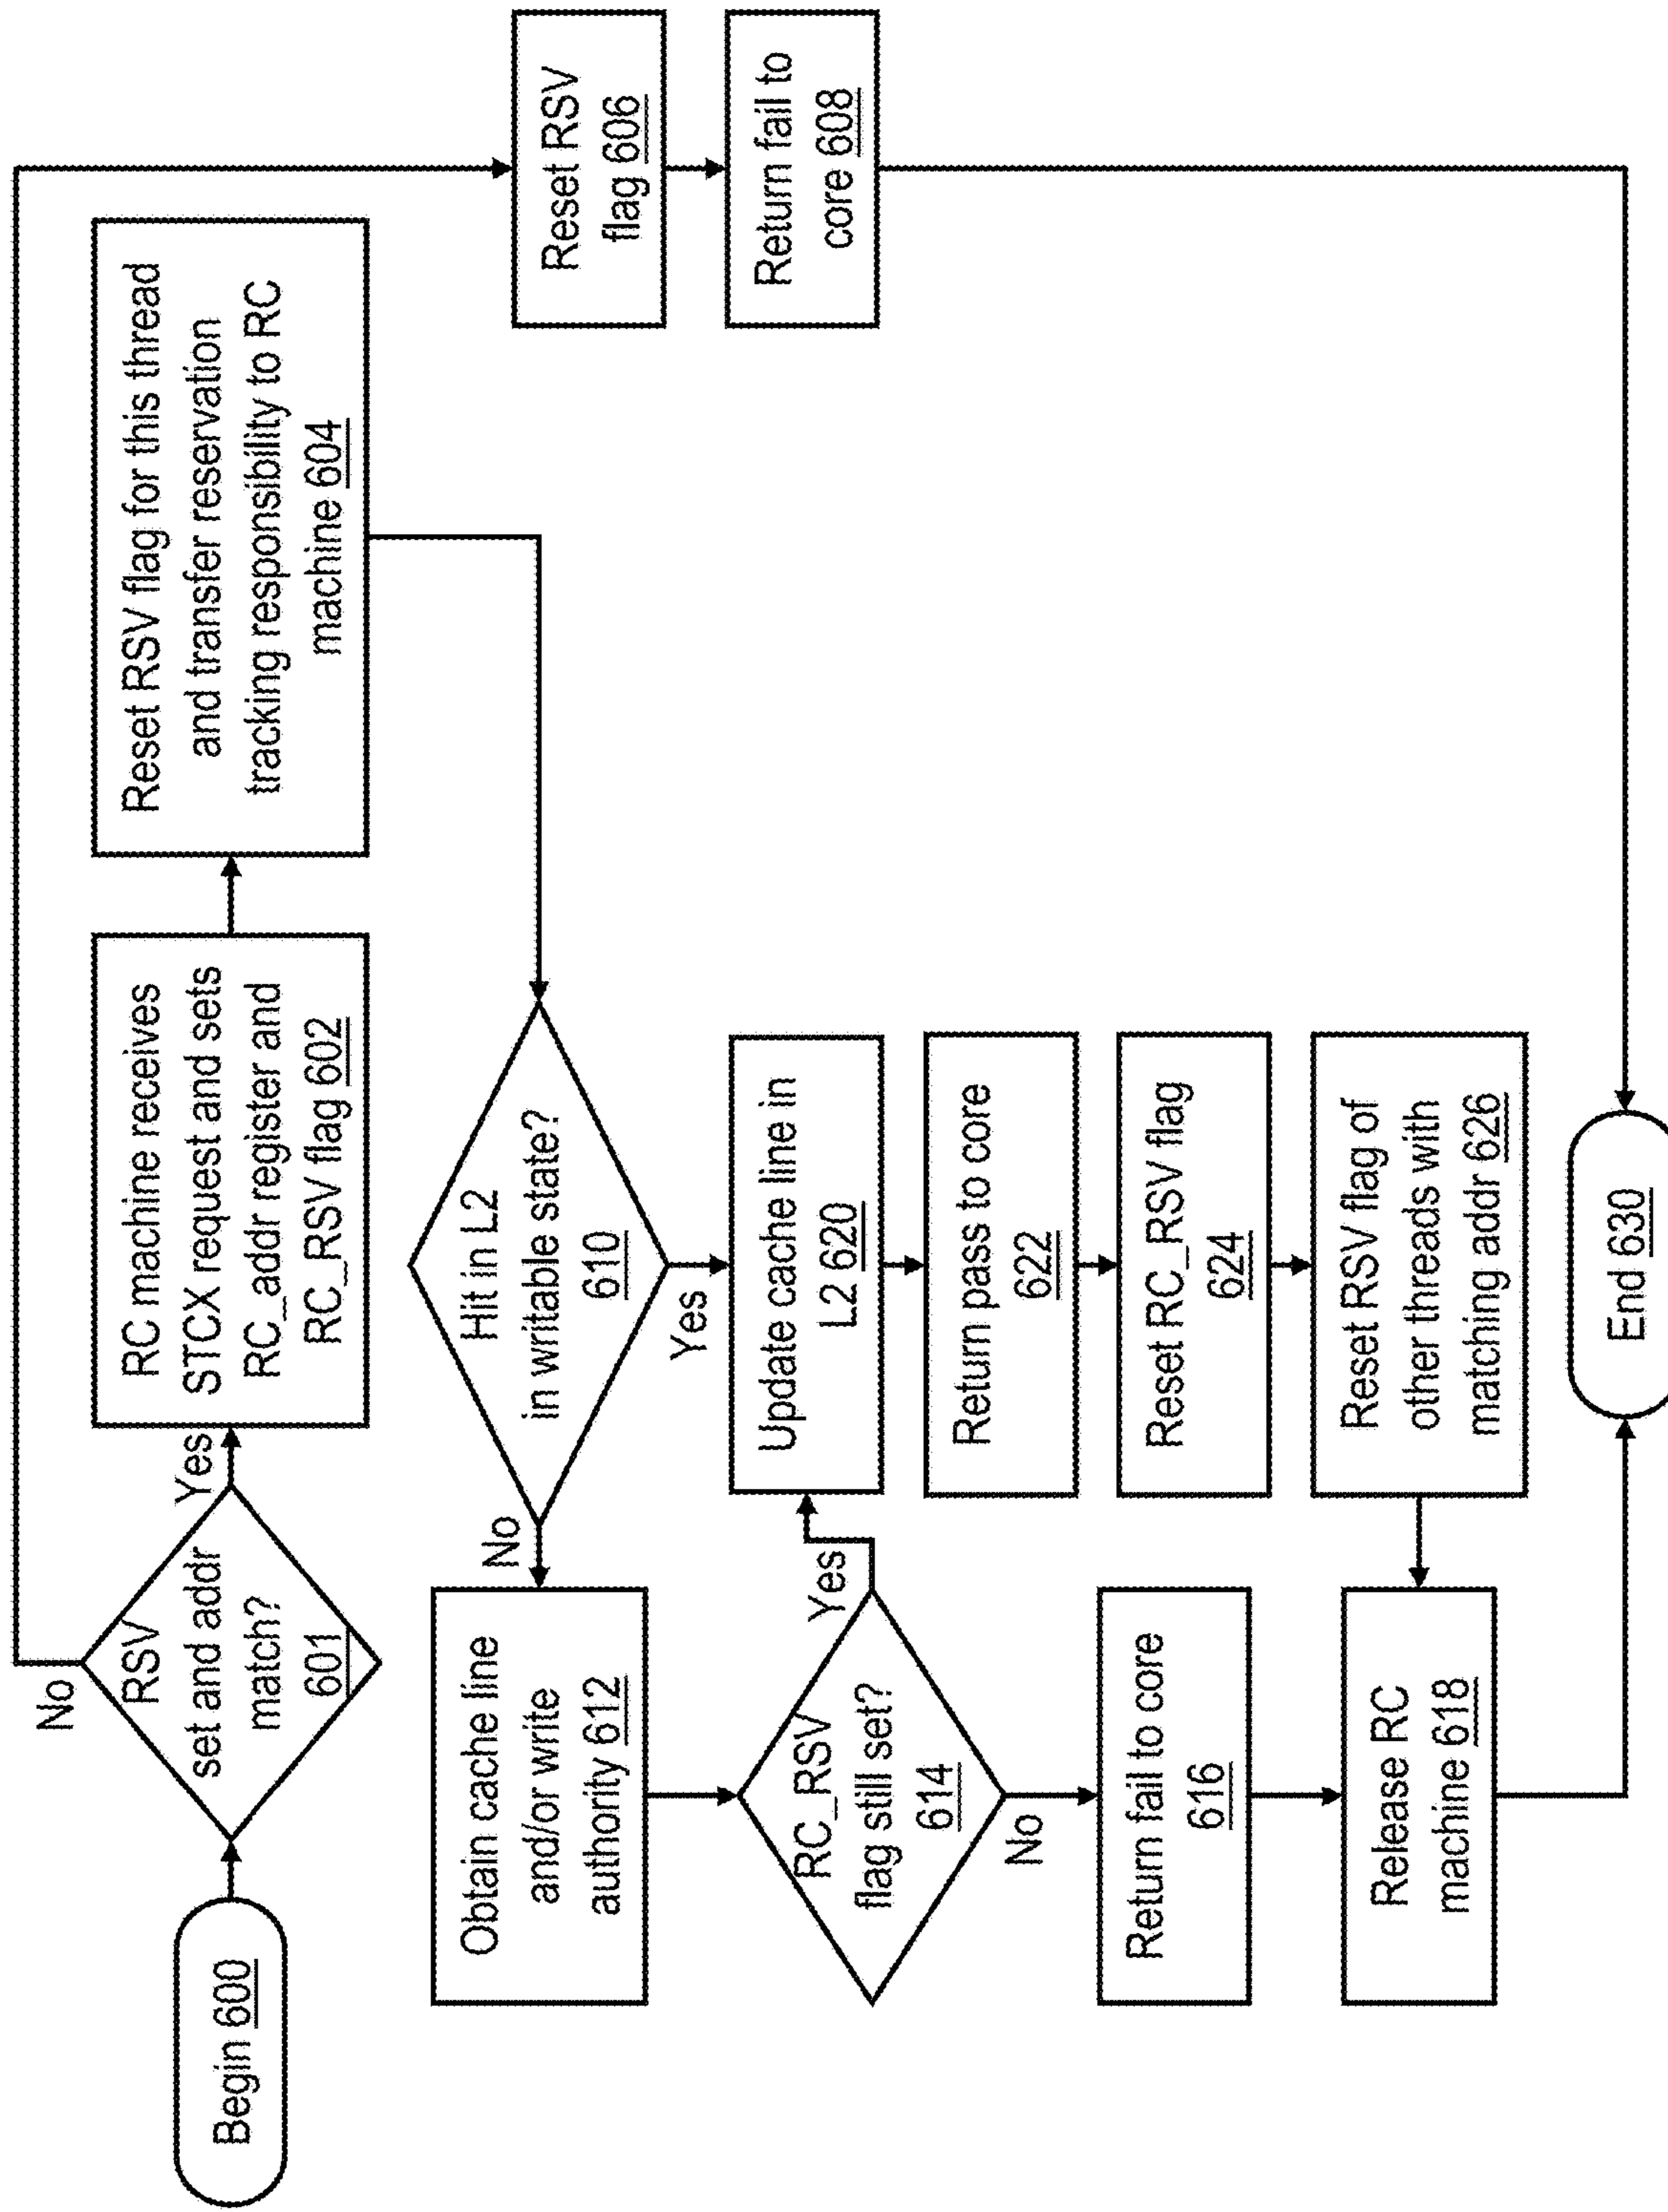 Begin 600
RSV
set and addr
match?
601
No
Yes
RC machine receives
STCX request and sets
RC_addr register and
RC_RSV flag 602
Reset RSV flag for this thread
and transfer reservation
tracking responsibility to RC
machine 604
Reset RSV
flag 606
Return fail to
core 608
Hit in L2
in writable state?
610
No
Yes
Obtain cache line
and/or write
authority 612
RC_RSV
flag still set?
614
Yes
No
Return fail to core
616
Release RC
machine 618
Update cache line in
L2 620
Return pass to core
622
Reset RC_RSV flag
624
Reset RSV flag of
other threads with
matching addr 626
End 630